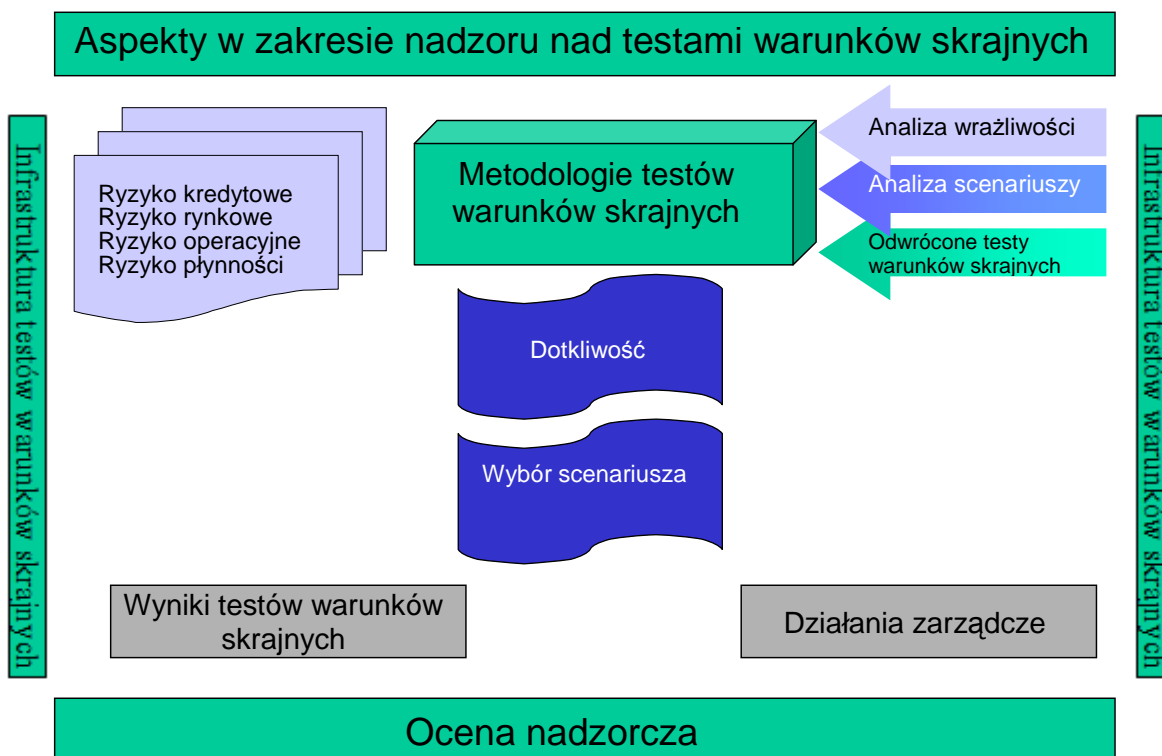 Aspekty w zakresie nadzoru nad testami warunków skrajnych
Infrastruktura testów warunków skrajnych
Ryzyko kredytowe
Ryzyko rynkowe
Ryzyko operacyjne
Ryzyko płynności
Metodologie testów
warunków skrajnych
Analiza wrażliwości
Analiza scenariuszy
Odwrócone testy
warunków skrajnych
Infrastruktura testów warunków skrajnych
Dotkliwość
Wybór scenariusza
Wyniki testów warunków
skrajnych
Działania zarządcze
Ocena nadzorcza